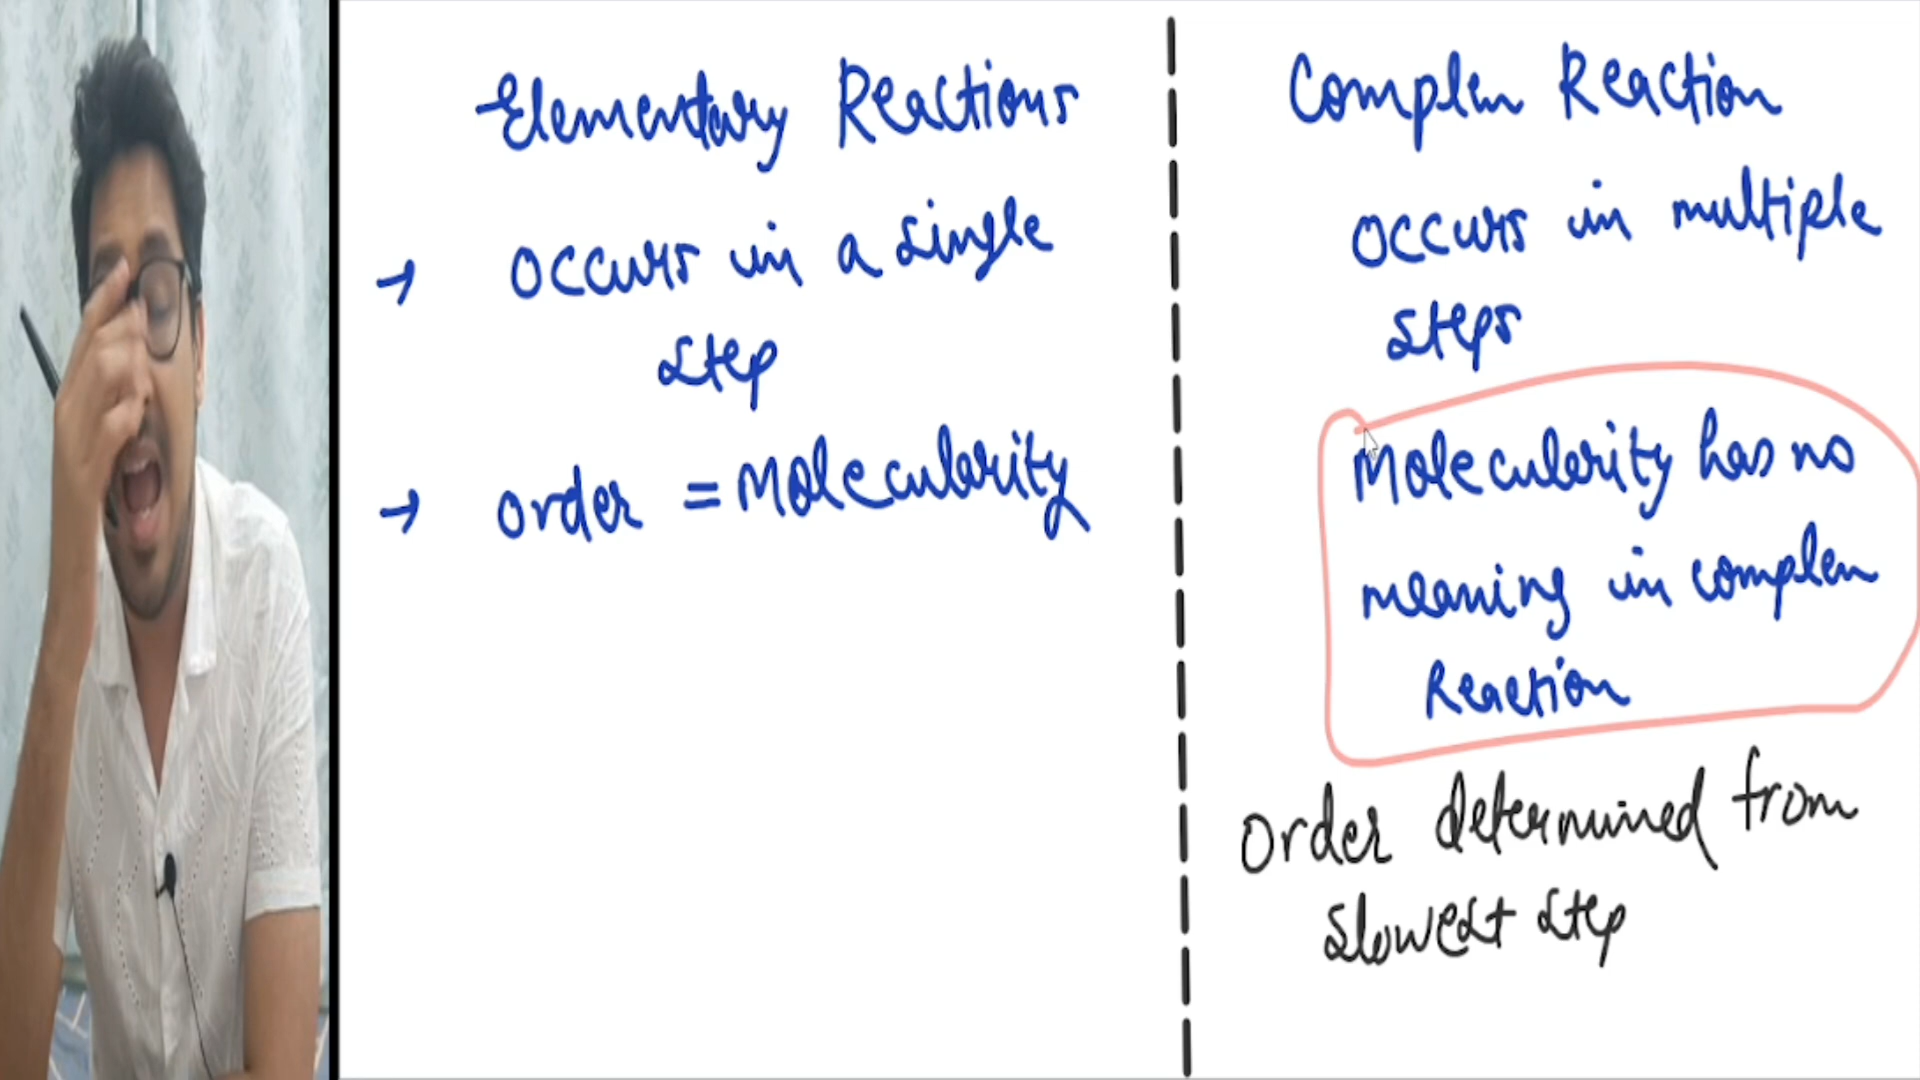 Elementary Reactions
→ occurs in a single
step
→ order = Molecularity
Complex Reaction
occurs in multiple
steps
Molecularity has no
meaning in complex
Reaction
order determined from
slowest step